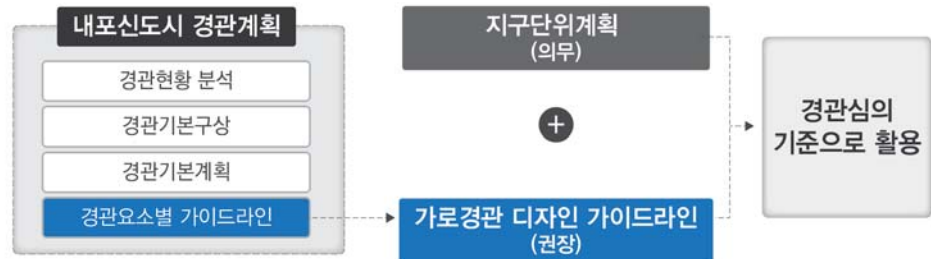 내포신도시 경관계획
경관현황 분석
경관기본구상
경관기본계획
경관요소별 가이드라인
지구단위계획
(의무)
+
가로경관 디자인 가이드라인
(권장)
경관심의
기준으로 활용